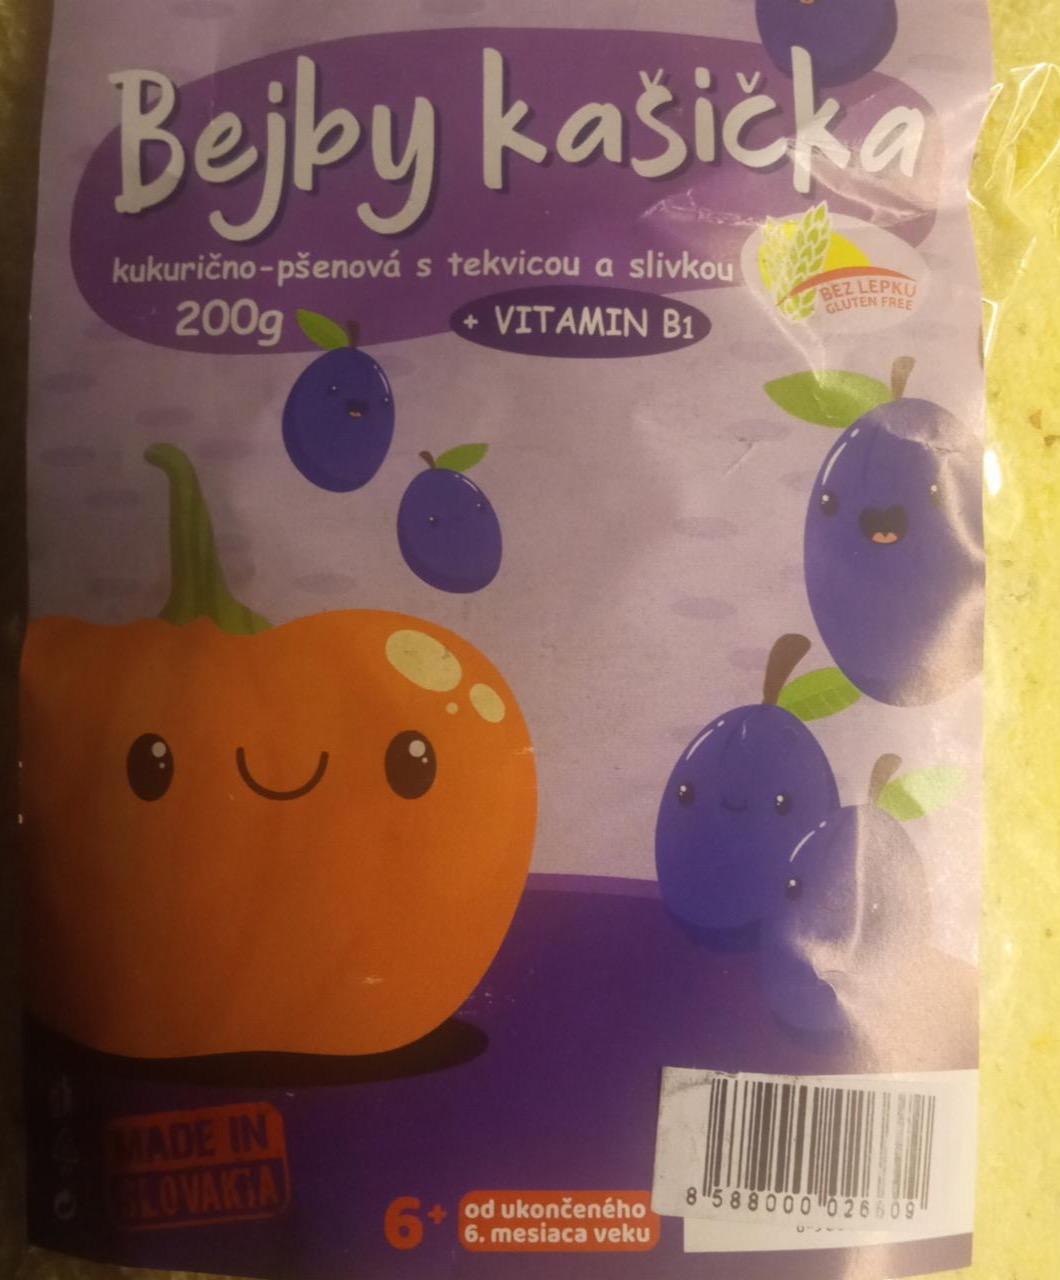 Bejby kašička
kukurično-pšenová s tekvicou a slivkou
200g
+ VITAMIN B1
BEZ LEPKU
GLUTEN FREE
MADE IN
SLOVAKIA
6+
od ukončeného
6. mesiaca veku
8 588000 026609